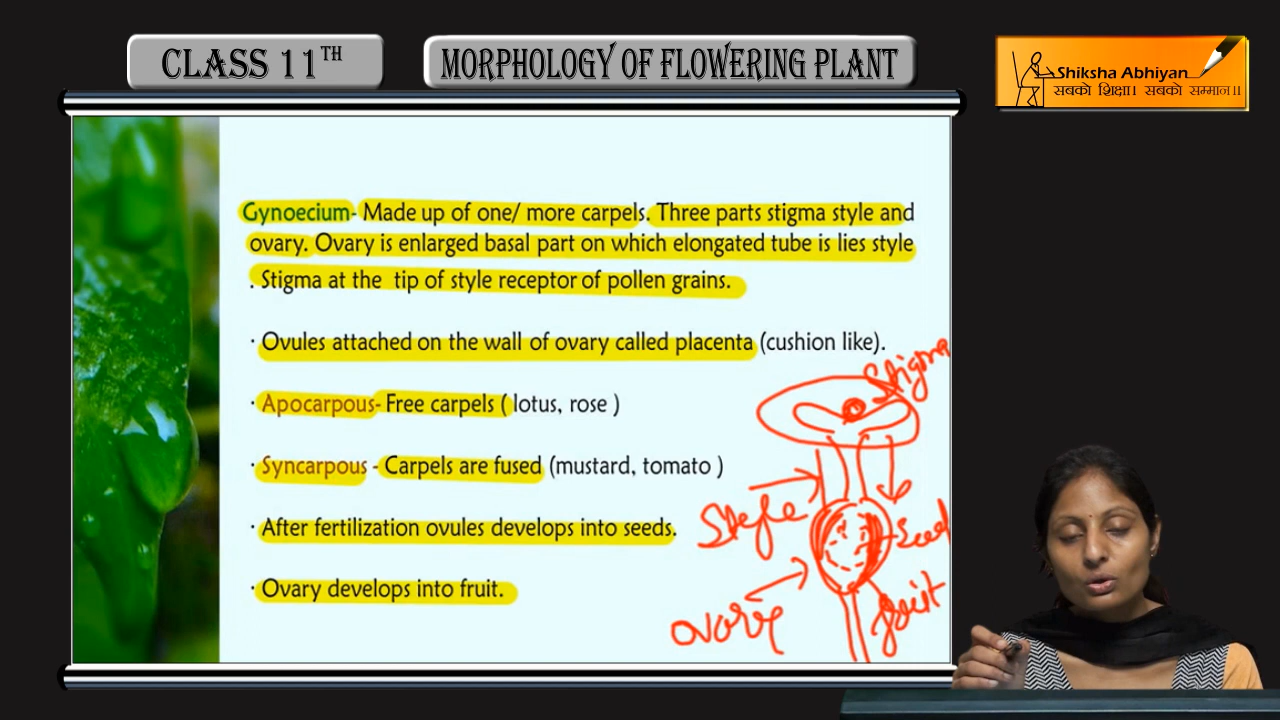 CLASS 11TH
MORPHOLOGY OF FLOWERING PLANT
Shiksha Abhiyan
सबको शिक्षा। सबको सम्मान।।
Gynoecium- Made up of one/ more carpels. Three parts stigma style and
ovary. Ovary is enlarged basal part on which elongated tube is lies style
. Stigma at the tip of style receptor of pollen grains.
· Ovules attached on the wall of ovary called placenta (cushion like).
· Apocarpous- Free carpels ( lotus, rose )
· Syncarpous - Carpels are fused (mustard, tomato )
· After fertilization ovules develops into seeds.
· Ovary develops into fruit.
Stigma
Style
Seed
Ovary
fruit